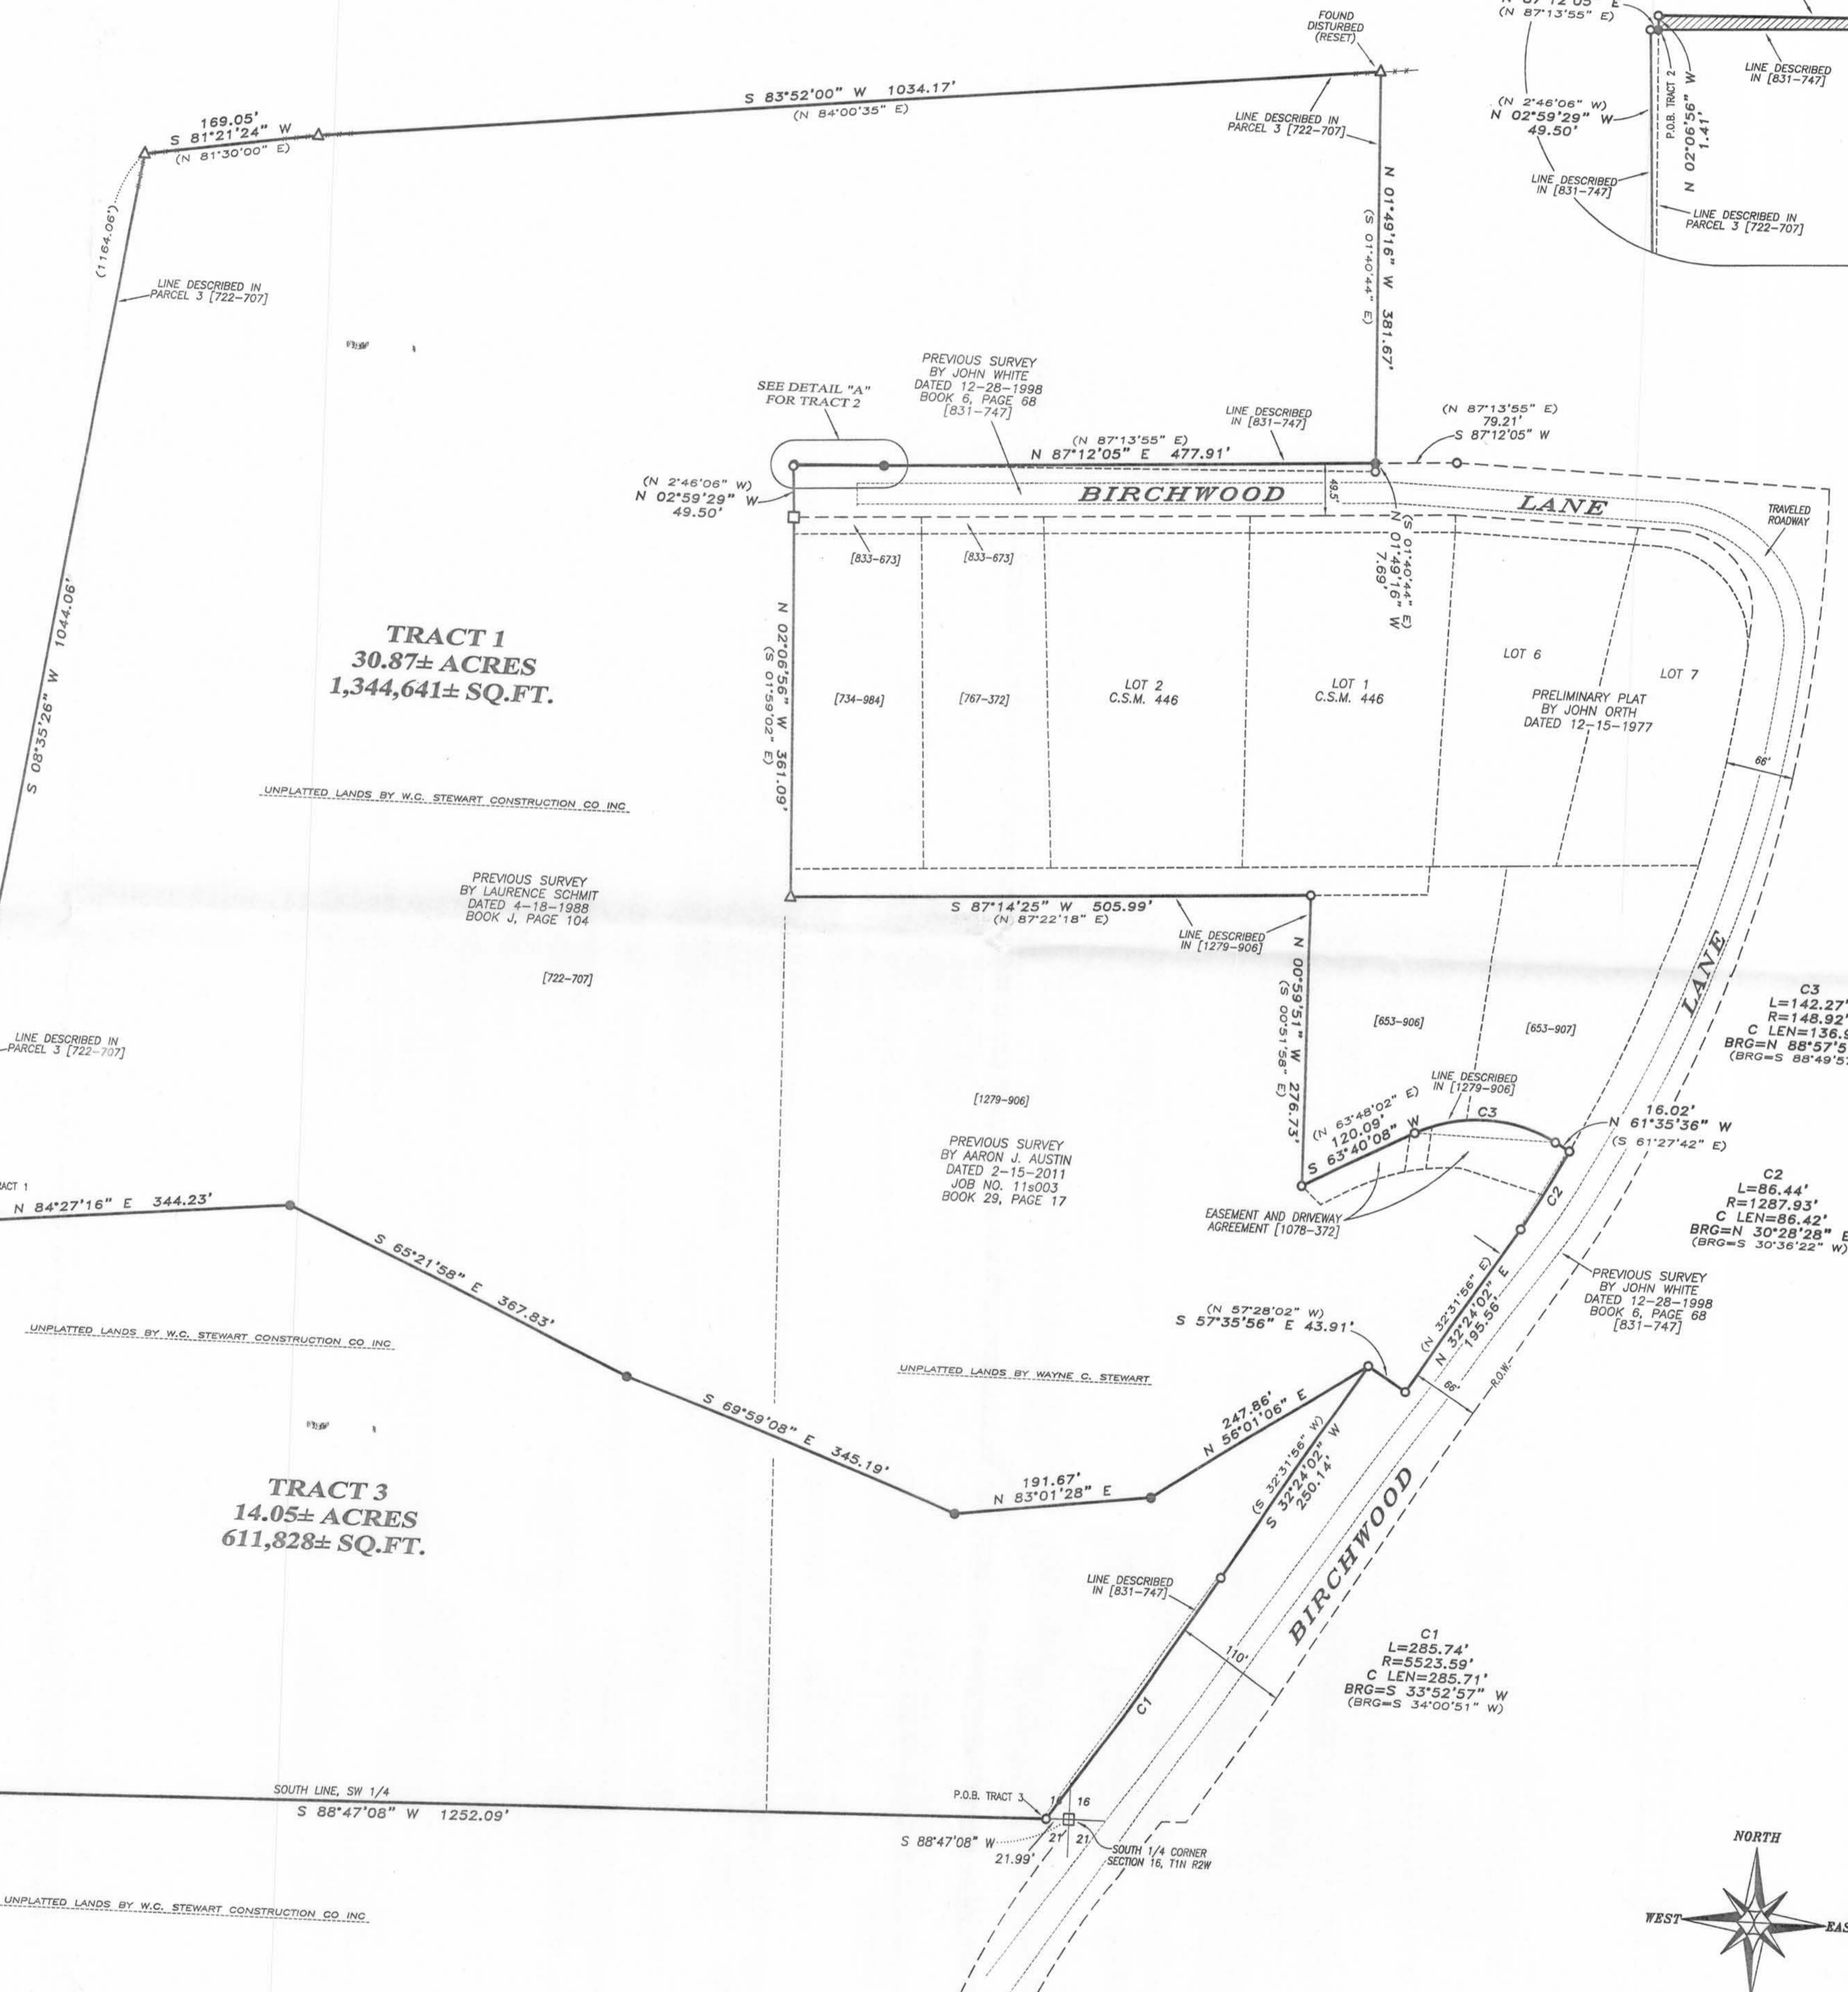 FOUND
DISTURBED
(RESET)
S 83°52'00" W 1034.17'
(N 84°00'35" E)
169.05'
S 81°21'24" W
(N 81°30'00" E)
(1164.06')
LINE DESCRIBED IN
PARCEL 3 [722-707]
LINE DESCRIBED IN
PARCEL 3 [722-707]
N 01°49'16" W 381.67'
(S 01°40'44" E)
(N 87°13'55" E)
LINE DESCRIBED
IN [831-747]
P.O.B. TRACT 2
N 02°06'56" W
1.41'
(N 2°46'06" W)
N 02°59'29" W
49.50'
LINE DESCRIBED
IN [831-747]
LINE DESCRIBED IN
PARCEL 3 [722-707]
SEE DETAIL "A"
FOR TRACT 2
PREVIOUS SURVEY
BY JOHN WHITE
DATED 12-28-1998
BOOK 6, PAGE 68
[831-747]
LINE DESCRIBED
IN [831-747]
(N 87°13'55" E)
N 87°12'05" E 477.91'
(N 87°13'55" E)
79.21'
S 87°12'05" W
(N 2°46'06" W)
N 02°59'29" W
49.50'
BIRCHWOOD
LANE
49.5'
TRAVELED
ROADWAY
(S 01°40'44" E)
N 01°49'16" W
7.69'
[833-673]
[833-673]
S 08°35'26" W 1044.06'
TRACT 1
30.87± ACRES
1,344,641± SQ.FT.
N 02°06'56" W 361.09'
(S 01°59'02" E)
[734-984]
[767-372]
LOT 2
C.S.M. 446
LOT 1
C.S.M. 446
LOT 6
LOT 7
PRELIMINARY PLAT
BY JOHN ORTH
DATED 12-15-1977
66'
UNPLATTED LANDS BY W.C. STEWART CONSTRUCTION CO INC
PREVIOUS SURVEY
BY LAURENCE SCHMIT
DATED 4-18-1988
BOOK J, PAGE 104
[722-707]
S 87°14'25" W 505.99'
(N 87°22'18" E)
LINE DESCRIBED
IN [1279-906]
N 00°59'51" W 276.73'
(S 00°51'58" E)
LANE
[653-906]
[653-907]
C3
L=142.27'
R=148.92'
C LEN=136.9
BRG=N 88°57'5
(BRG=S 88°49'5
LINE DESCRIBED IN
PARCEL 3 [722-707]
LINE DESCRIBED
IN [1279-906]
C3
(N 63°48'02" E)
120.09'
S 63°40'08" W
16.02'
N 61°35'36" W
(S 61°27'42" E)
[1279-906]
PREVIOUS SURVEY
BY AARON J. AUSTIN
DATED 2-15-2011
JOB NO. 11s003
BOOK 29, PAGE 17
EASEMENT AND DRIVEWAY
AGREEMENT [1078-372]
C2
C2
L=86.44'
R=1287.93'
C LEN=86.42'
BRG=N 30°28'28" E
(BRG=S 30°36'22" W)
ACT 1
N 84°27'16" E 344.23'
S 65°21'58" E 367.83'
PREVIOUS SURVEY
BY JOHN WHITE
DATED 12-28-1998
BOOK 6, PAGE 68
[831-747]
(N 57°28'02" W)
S 57°35'56" E 43.91'
(N 32°31'56" E)
N 32°24'02" E
195.56'
UNPLATTED LANDS BY W.C. STEWART CONSTRUCTION CO INC
UNPLATTED LANDS BY WAYNE C. STEWART
R.O.W.
66'
S 69°59'08" E 345.19'
247.86'
N 56°01'06" E
(S 32°31'56" W)
S 32°24'02" W
250.14'
TRACT 3
14.05± ACRES
611,828± SQ.FT.
191.67'
N 83°01'28" E
BIRCHWOOD
LINE DESCRIBED
IN [831-747]
110'
C1
C1
L=285.74'
R=5523.59'
C LEN=285.71'
BRG=S 33°52'57" W
(BRG=S 34°00'51" W)
SOUTH LINE, SW 1/4
S 88°47'08" W 1252.09'
P.O.B. TRACT 3
16 16
21 21
S 88°47'08" W
21.99'
SOUTH 1/4 CORNER
SECTION 16, T1N R2W
UNPLATTED LANDS BY W.C. STEWART CONSTRUCTION CO INC
NORTH
WEST
EAS